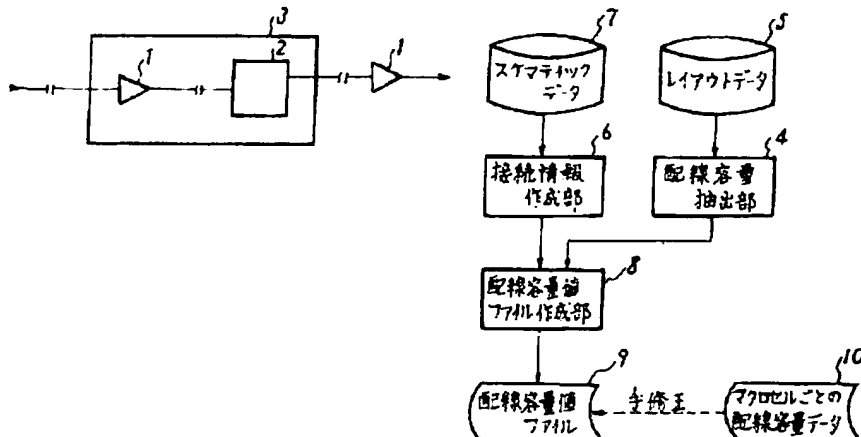 3
1
2
1
7
スケマティック
データ
5
レイアウトデータ
6
接続情報
作成部
4
配線容量
抽出部
8
配線容量値
ファイル作成部
9
配線容量値
ファイル
手修正
10
マクロセルごとの
配線容量データ